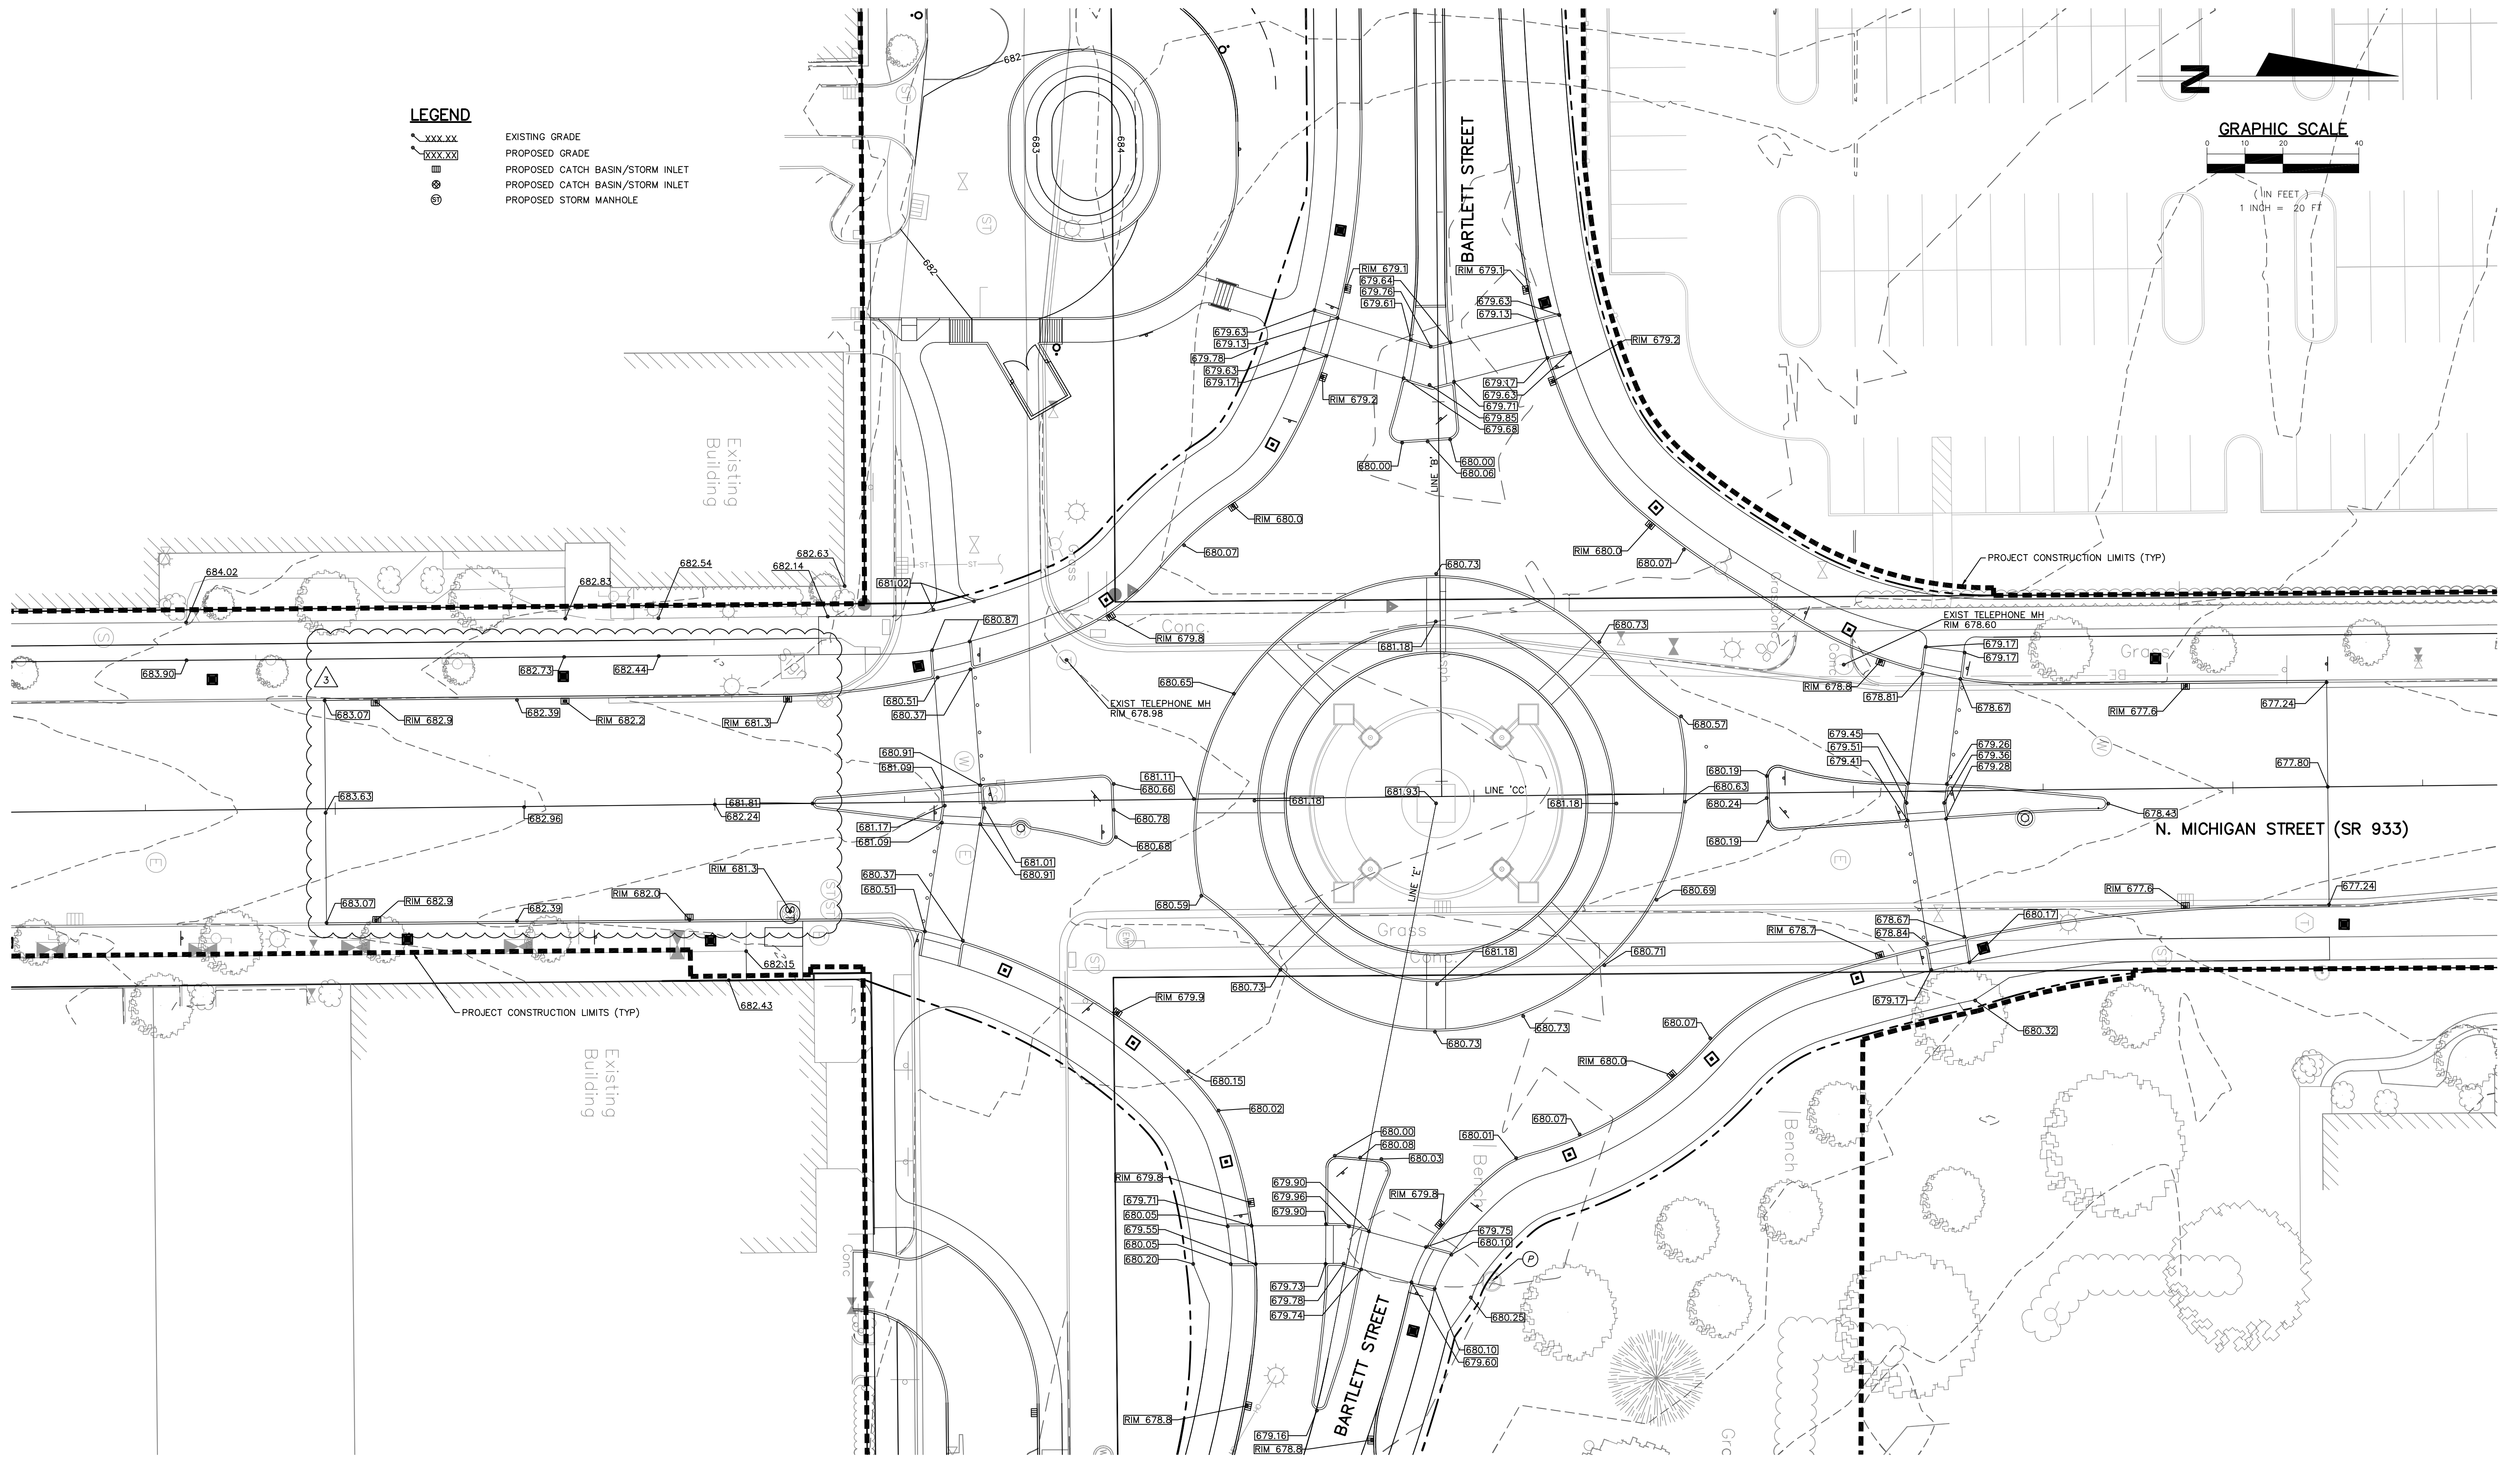 LEGEND
XXX.XX EXISTING GRADE
XXX.XX PROPOSED GRADE
PROPOSED CATCH BASIN/STORM INLET
PROPOSED CATCH BASIN/STORM INLET
ST PROPOSED STORM MANHOLE
682
ST
683
684
682
ST
BARTLETT STREET
N
GRAPHIC SCALE
0 10 20 40
( IN FEET )
1 INCH = 20 FT
RIM 679.1
679.64
679.76
679.61
RIM 679.1
679.63
679.13
679.63
679.13
679.78
679.63
679.17
RIM 679.2
RIM 679.2
679.17
679.63
679.71
679.85
679.68
680.00
680.00
680.06
LINE 'B'
Existing
Building
RIM 680.0
680.07
RIM 680.0
680.07
PROJECT CONSTRUCTION LIMITS (TYP)
684.02
682.83
682.54
682.63
682.14
681.02
ST
Grass
680.73
S
683.90
3
682.73
682.44
680.87
RIM 679.8
Conc.
681.18
680.73
EXIST TELEPHONE MH
RIM 678.60
679.17
679.17
Grass
683.07
RIM 682.9
682.39
RIM 682.2
RIM 681.3
680.51
680.37
EXIST TELEPHONE MH
RIM 678.98
680.65
680.57
RIM 678.8
678.81
678.67
RIM 677.6
677.24
680.91
681.09
W
680.66
681.11
681.18
681.93
LINE 'CC'
681.18
680.63
680.19
680.24
680.19
679.45
679.51
679.41
679.26
679.36
679.28
W
677.80
678.43
683.63
682.96
682.24
681.81
681.17
681.09
680.78
680.68
681.01
680.91
E
E
E
N. MICHIGAN STREET (SR 933)
683.07
RIM 682.9
682.39
RIM 682.0
RIM 681.3
ST
680.37
680.51
680.59
LINE 'E'
680.69
RIM 677.6
677.24
678.67
678.84
RIM 678.7
680.17
T
Grass
Conc.
ST
682.15
682.43
PROJECT CONSTRUCTION LIMITS (TYP)
RIM 679.9
680.73
681.18
680.71
680.73
680.73
679.17
680.32
S
680.07
RIM 680.0
Existing
Building
680.15
680.02
680.00
680.08
680.03
680.01
680.07
Bench
Bench
RIM 679.8
679.71
680.05
679.55
680.05
680.20
679.90
679.96
679.90
RIM 679.8
679.75
680.10
P
Conc
679.73
679.78
679.74
680.25
680.10
679.60
BARTLETT STREET
RIM 678.8
679.16
RIM 678.8